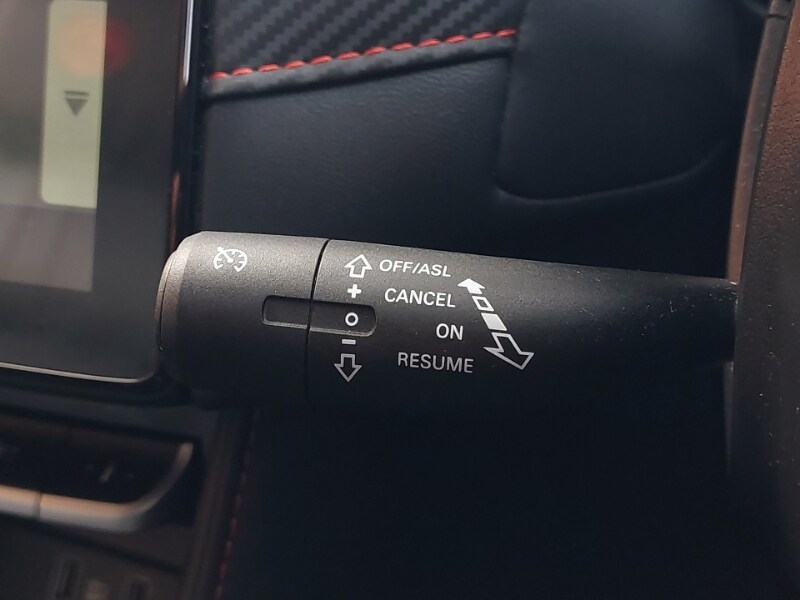 OFF/ASL
+ CANCEL
O ON
- RESUME